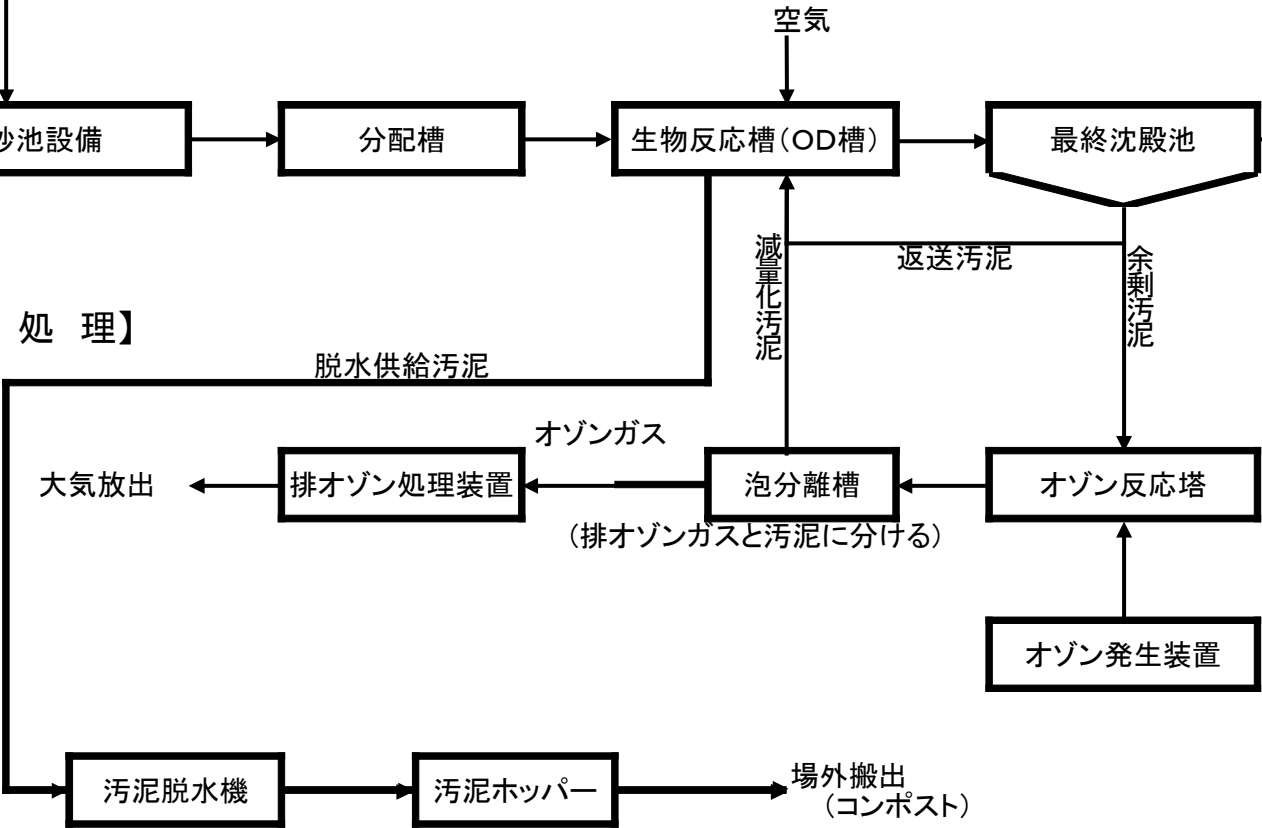 空気
砂池設備
分配槽
生物反応槽(OD槽)
最終沈殿池
減量化汚泥
返送汚泥
余剰汚泥
処 理】
脱水供給汚泥
オゾンガス
大気放出
排オゾン処理装置
泡分離槽
オゾン反応塔
(排オゾンガスと汚泥に分ける)
オゾン発生装置
汚泥脱水機
汚泥ホッパー
場外搬出
(コンポスト)